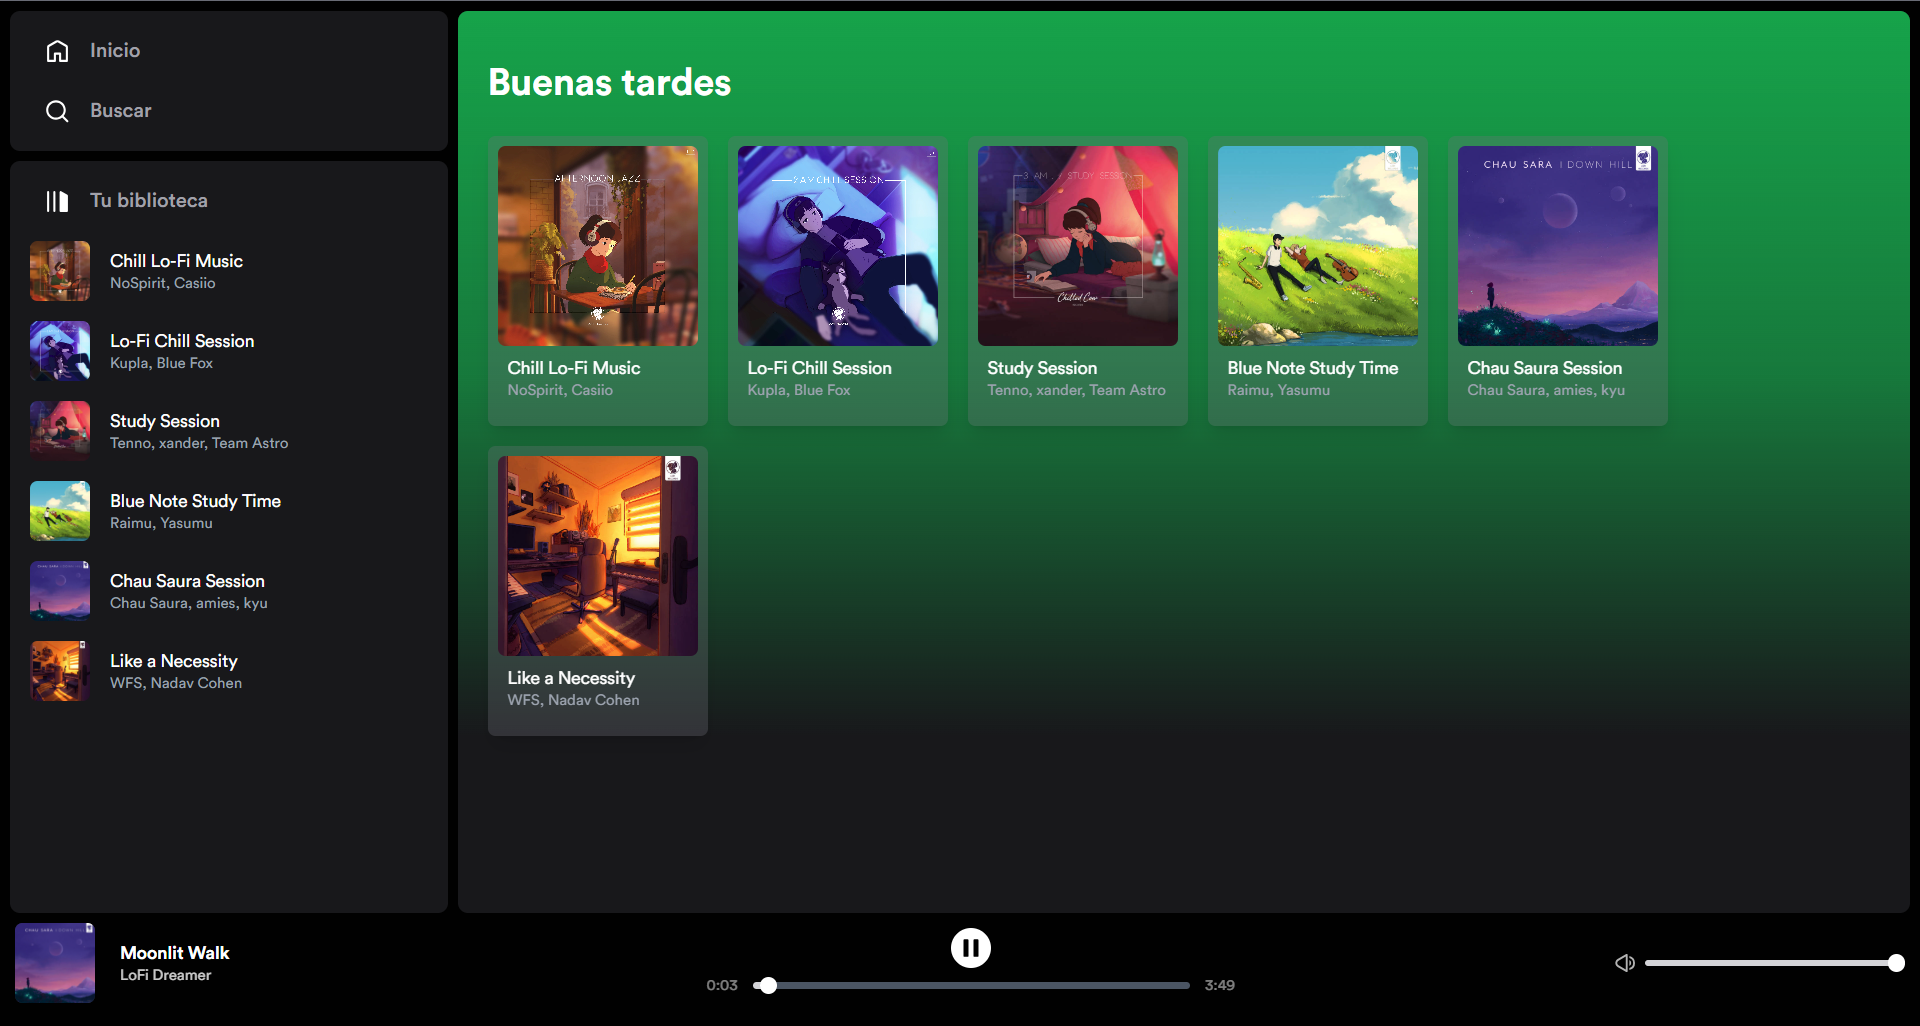 Inicio
Buscar
Tu biblioteca
Chill Lo-Fi Music
NoSpirit, Casiio
Lo-Fi Chill Session
Kupla, Blue Fox
Study Session
Tenno, xander, Team Astro
Blue Note Study Time
Raimu, Yasumu
Chau Saura Session
Chau Saura, amies, kyu
Like a Necessity
WFS, Nadav Cohen
Buenas tardes
AFTERNOON JAZZ
Chill Lo-Fi Music
NoSpirit, Casiio
2 AM CHILL SESSION
Lo-Fi Chill Session
Kupla, Blue Fox
3 AM STUDY SESSION
Chilled Cow
Study Session
Tenno, xander, Team Astro
Blue Note Study Time
Raimu, Yasumu
CHAU SARA | DOWN HILL
Chau Saura Session
Chau Saura, amies, kyu
Like a Necessity
WFS, Nadav Cohen
Moonlit Walk
LoFi Dreamer
0:03
3:49